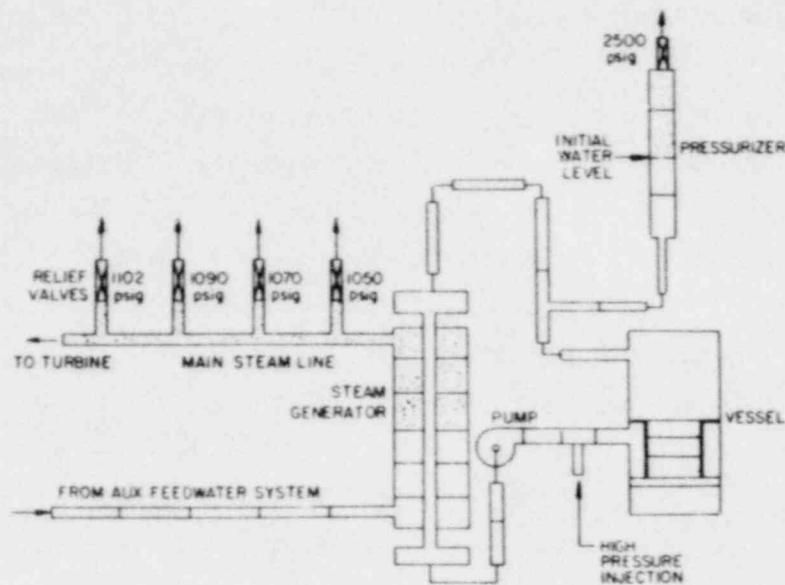 2500
psig
INITIAL
WATER
LEVEL
PRESSURIZER
RELIEF
VALVES
1102
psig
1090
psig
1070
psig
1050
psig
TO TURBINE
MAIN STEAM LINE
STEAM
GENERATOR
PUMP
VESSEL
FROM AUX FEEDWATER SYSTEM
HIGH
PRESSURE
INJECTION